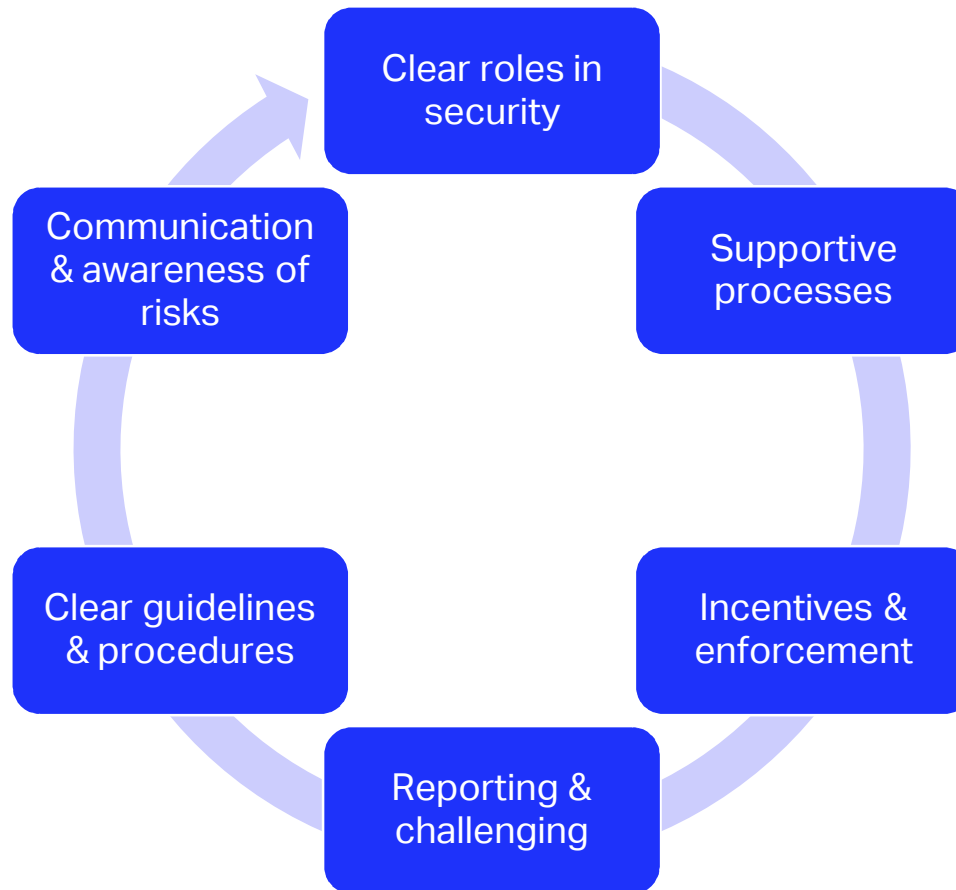 Clear roles in
security
Supportive
processes
Incentives &
enforcement
Reporting &
challenging
Clear guidelines
& procedures
Communication
& awareness of
risks